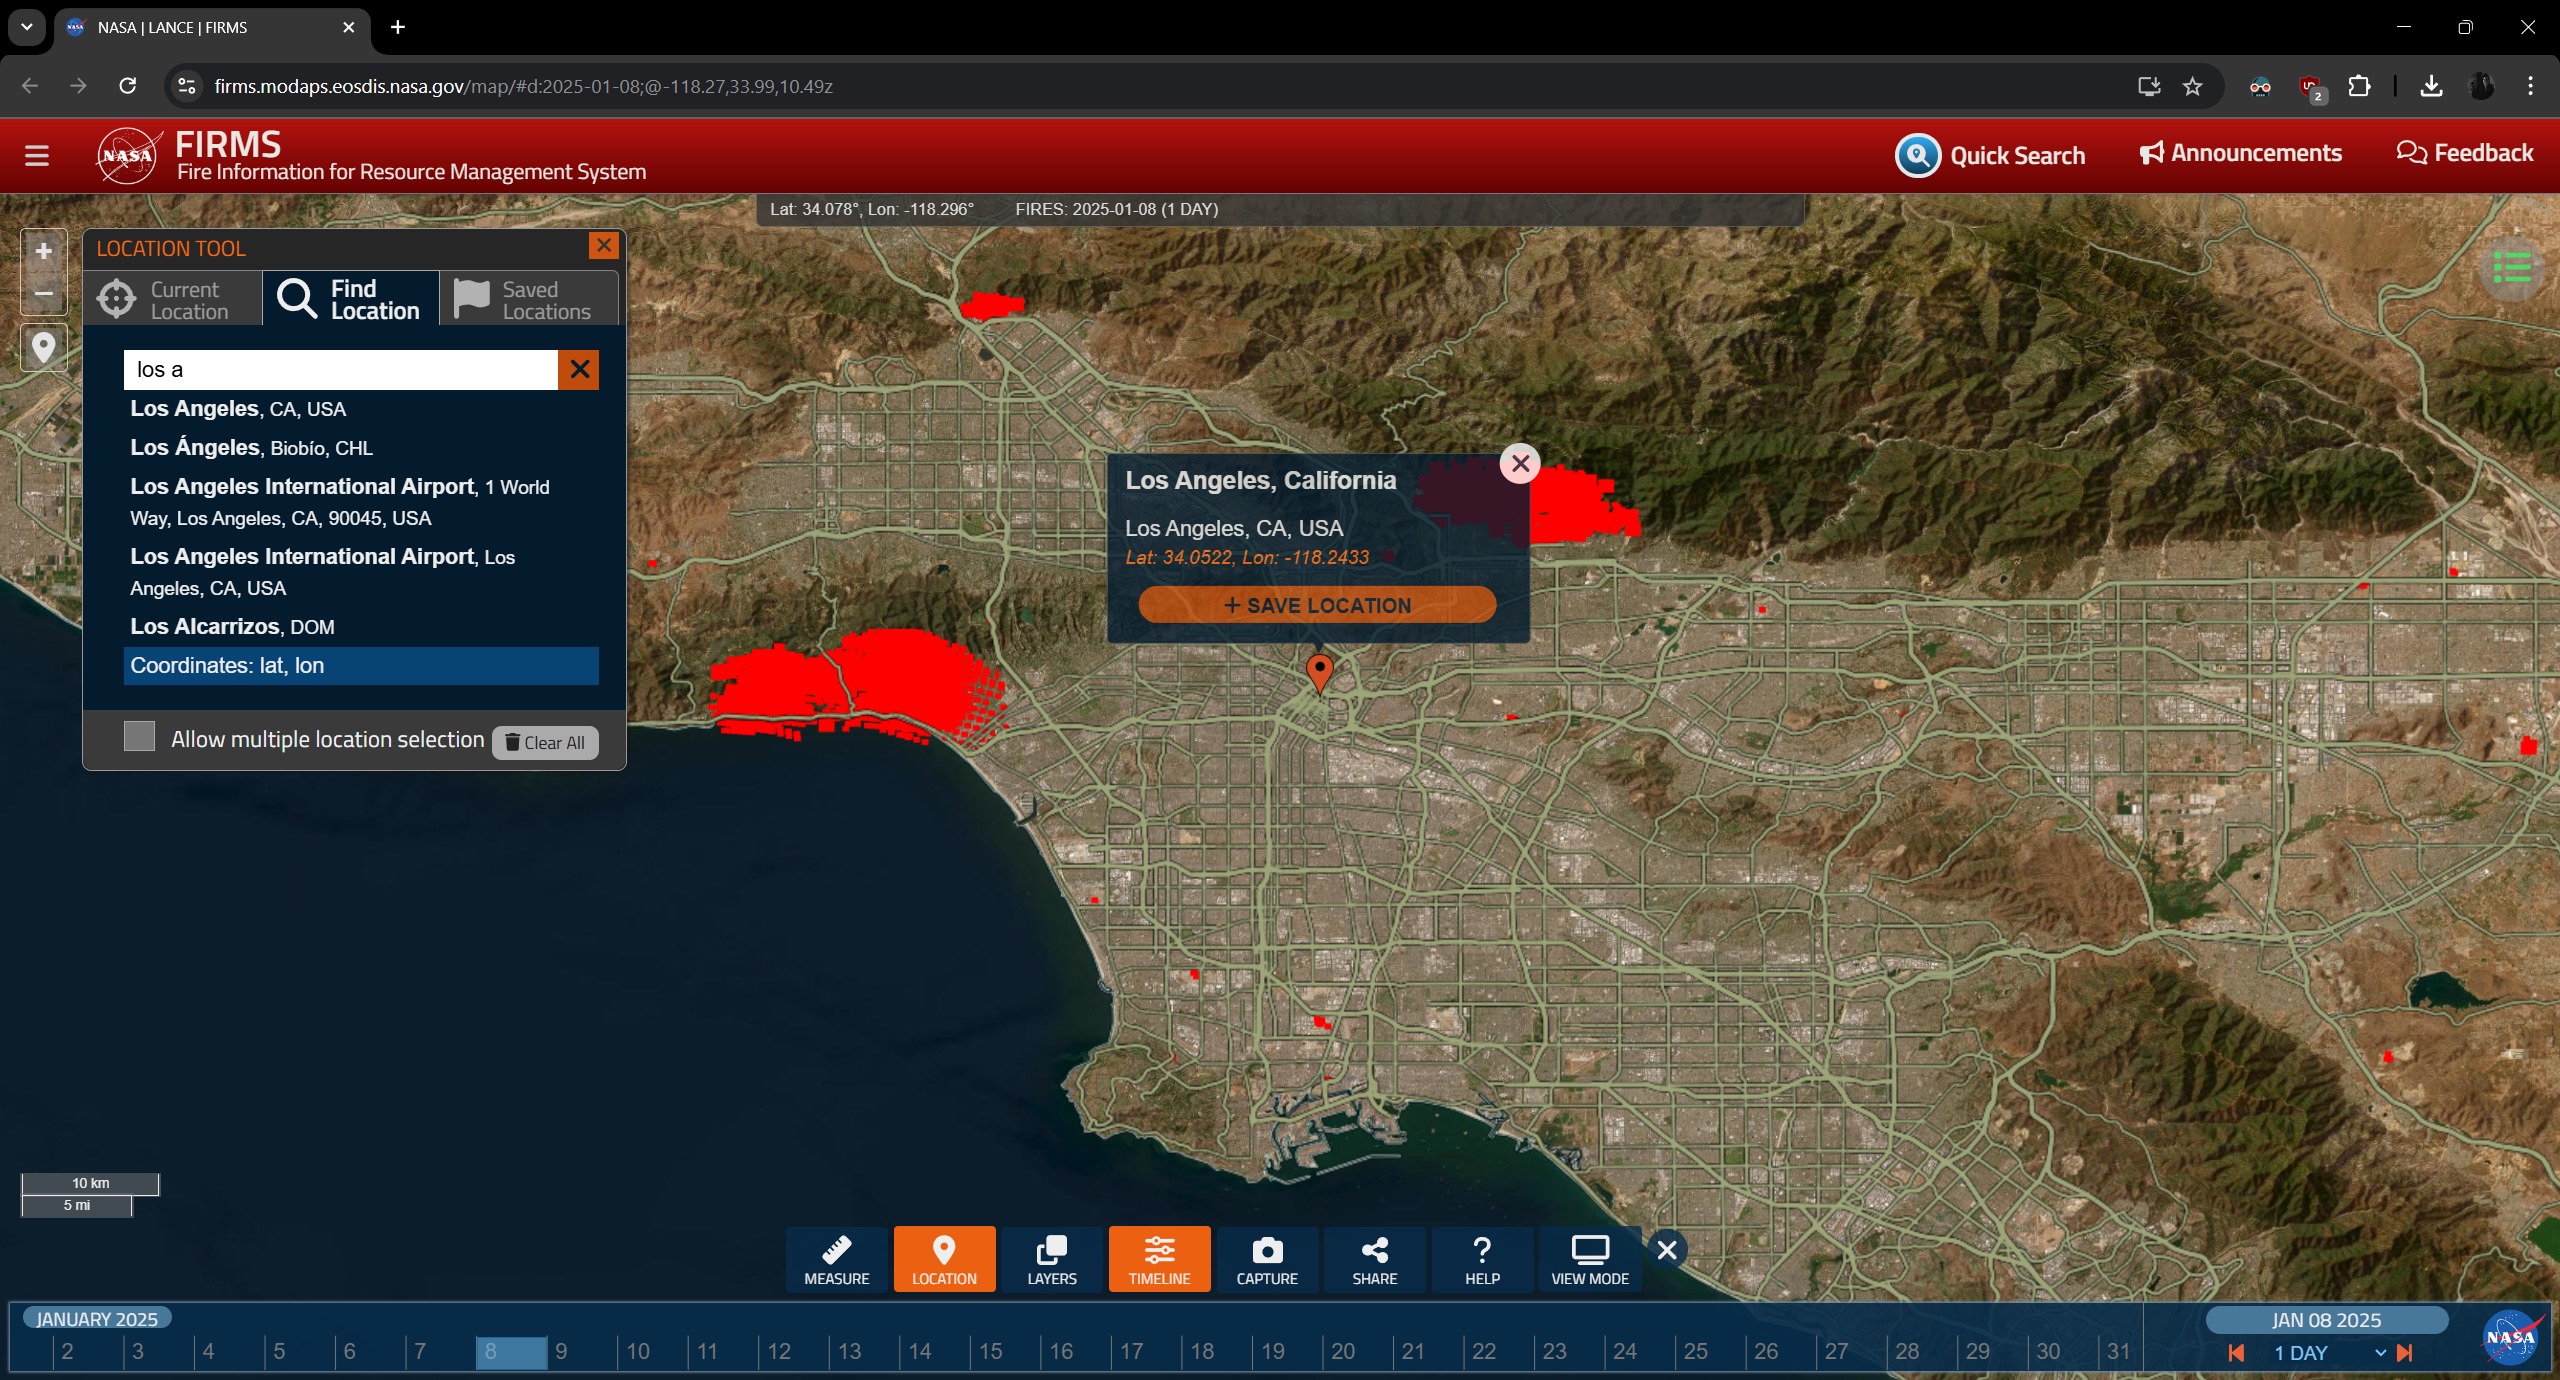 NASA | LANCE | FIRMS
firms.modaps.eosdis.nasa.gov/map/#d:2025-01-08;@-118.27,33.99,10.49z
2
NASA
FIRMS
Fire Information for Resource Management System
Quick Search
Announcements
Feedback
Lat: 34.078°, Lon: -118.296° FIRES: 2025-01-08 (1 DAY)
+
−
LOCATION TOOL
Current Location
Find Location
Saved Locations
los a
Los Angeles, CA, USA
Los Ángeles, Biobío, CHL
Los Angeles International Airport, 1 World
Way, Los Angeles, CA, 90045, USA
Los Angeles International Airport, Los
Angeles, CA, USA
Los Alcarrizos, DOM
Coordinates: lat, lon
Allow multiple location selection
Clear All
Los Angeles, California
Los Angeles, CA, USA
Lat: 34.0522, Lon: -118.2433
+ SAVE LOCATION
10 km
5 mi
MEASURE
LOCATION
LAYERS
TIMELINE
CAPTURE
SHARE
?
HELP
VIEW MODE
JANUARY 2025
2 3 4 5 6 7 8 9 10 11 12 13 14 15 16 17 18 19 20 21 22 23 24 25 26 27 28 29 30 31
JAN 08 2025
1 DAY
NASA